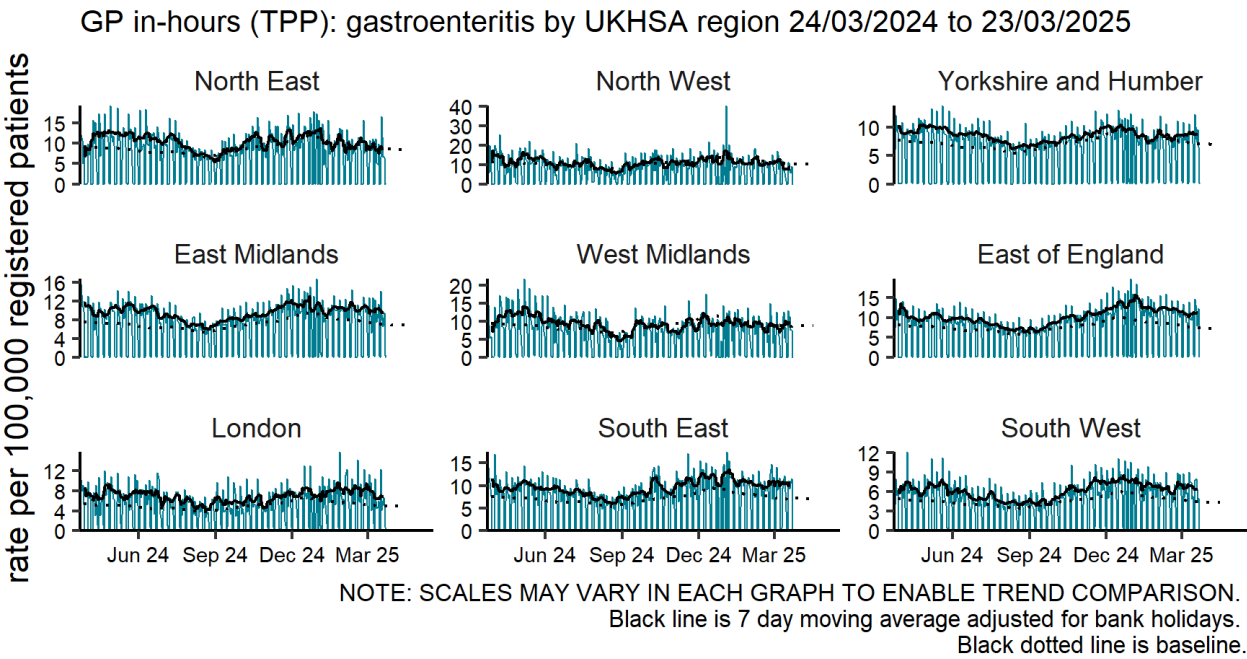 GP in-hours (TPP): gastroenteritis by UKHSA region 24/03/2024 to 23/03/2025
rate per 100,000 registered patients
North East
15
10
5
0
North West
40
30
20
10
0
Yorkshire and Humber
10
5
0
East Midlands
16
12
8
4
0
West Midlands
20
15
10
5
0
East of England
15
10
5
0
London
12
8
4
0
Jun 24 Sep 24 Dec 24 Mar 25
South East
15
10
5
0
Jun 24 Sep 24 Dec 24 Mar 25
South West
12
9
6
3
0
Jun 24 Sep 24 Dec 24 Mar 25
NOTE: SCALES MAY VARY IN EACH GRAPH TO ENABLE TREND COMPARISON.
Black line is 7 day moving average adjusted for bank holidays.
Black dotted line is baseline.